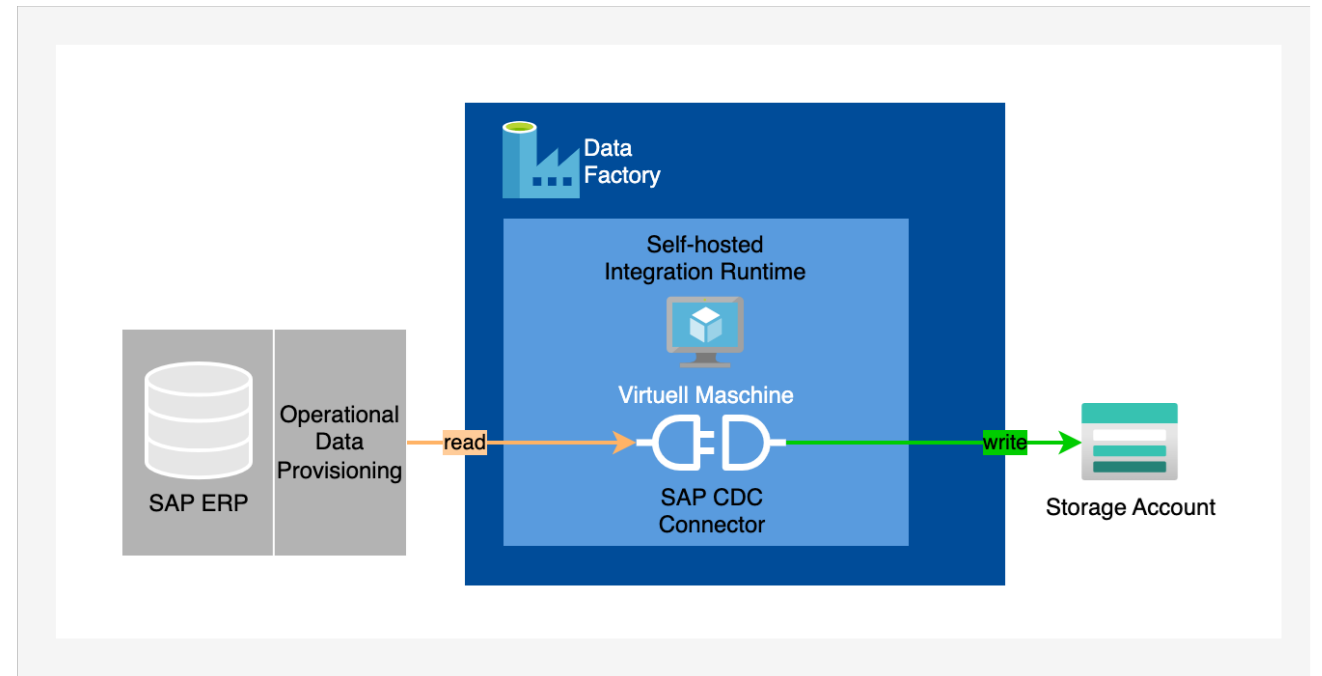 Data
Factory
Self-hosted
Integration Runtime
Virtuell Maschine
Operational
Data
Provisioning
SAP ERP
read
write
SAP CDC
Connector
Storage Account